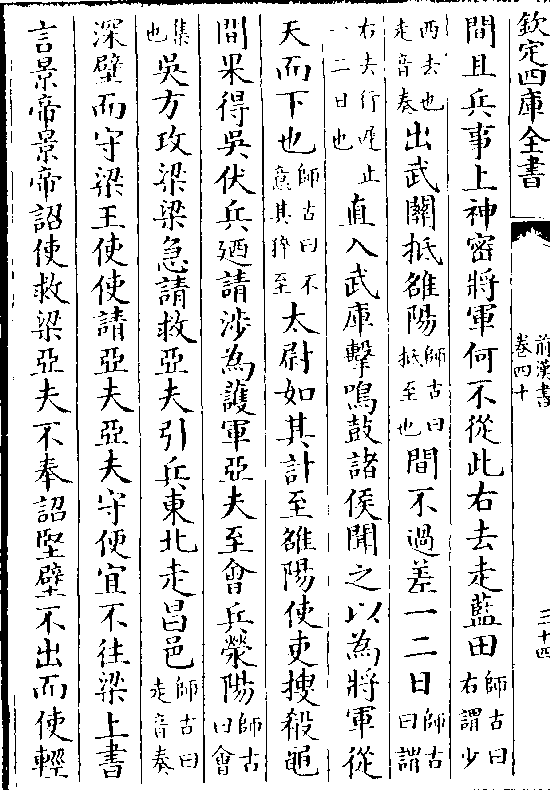 欽定四庫全書
前漢書
卷四十
三十四
間且兵事上神密將軍何不從此右去走藍田師古曰右謂少
西去也走音奏出武關抵雒陽師古曰抵至也間不過差一二日師古曰謂
右去行遲止一二日也直入武庫擊鳴鼓諸侯聞之以為將軍從
天而下也師古曰不意其猝至太尉如其計至雒陽使吏搜殽黽
間果得吳伏兵廼請涉為護軍亞夫至會兵滎陽師古曰會
集也吳方攻梁梁急請救亞夫引兵東北走昌邑師古曰走音奏
深壁而守梁王使使請亞夫亞夫守便宜不往梁上書
言景帝景帝詔使救梁亞夫不奉詔堅壁不出而使輕